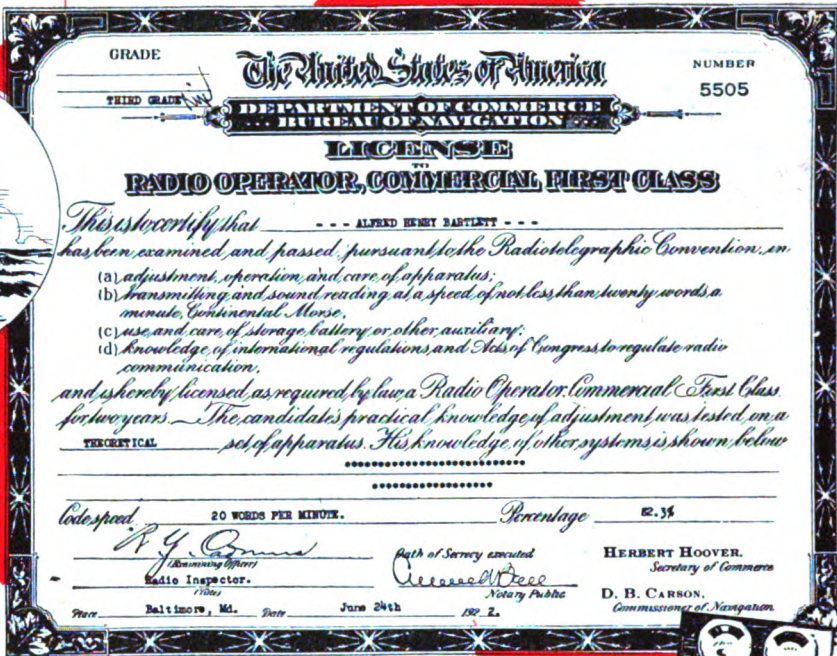 GRADE
The United States of America
NUMBER
5505
THIRD GRADE
DEPARTMENT OF COMMERCE
BUREAU OF NAVIGATION
LICENSE
TO
RADIO OPERATOR, COMMERCIAL FIRST CLASS
This is to certify that - - - ALFRED HENRY BARTLETT - - -
has been examined and passed, pursuant to the Radiotelegraphic Convention, in
(a) adjustment, operation, and care of apparatus;
(b) transmitting and sound reading at a speed of not less than twenty words a
minute, Continental Morse,
(c) use and care of storage battery or other auxiliary;
(d) knowledge of international regulations and Acts of Congress to regulate radio
communication,
and is hereby licensed, as required by law, a Radio Operator, Commercial First Class
for two years. The candidate's practical knowledge of adjustment was tested on a
THEORETICAL set of apparatus. His knowledge of other systems is shown below
Code speed 20 WORDS PER MINUTE. Percentage 82.3%
R. Y.
(Examining Officer)
Oath of Secrecy executed
HERBERT HOOVER.
Secretary of Commerce
Radio Inspector.
(Title)
Notary Public
D. B. CARSON.
Commissioner of Navigation
Place Baltimore, Md. Date June 24th 192 2.